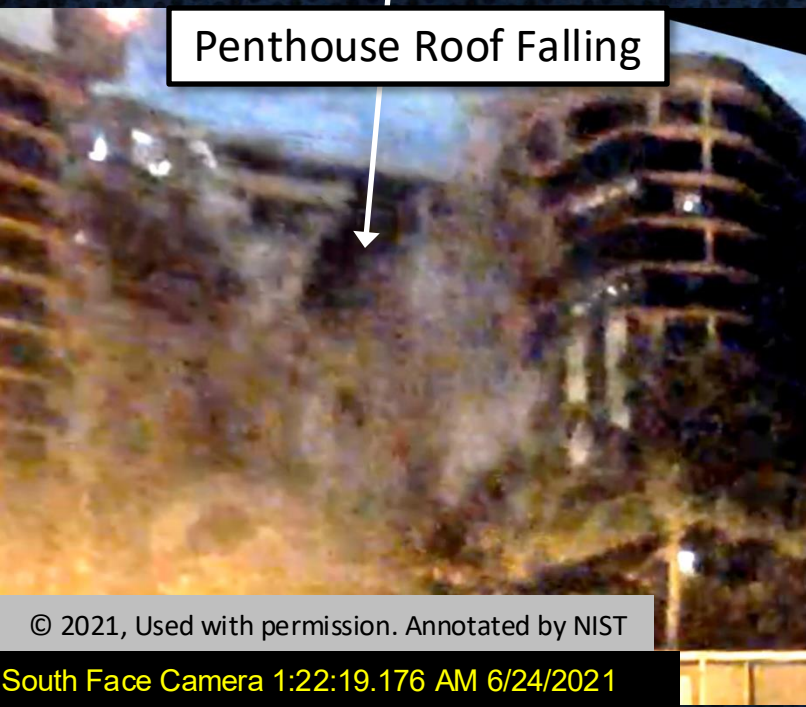 Penthouse Roof Falling
© 2021, Used with permission. Annotated by NIST
South Face Camera 1:22:19.176 AM 6/24/2021